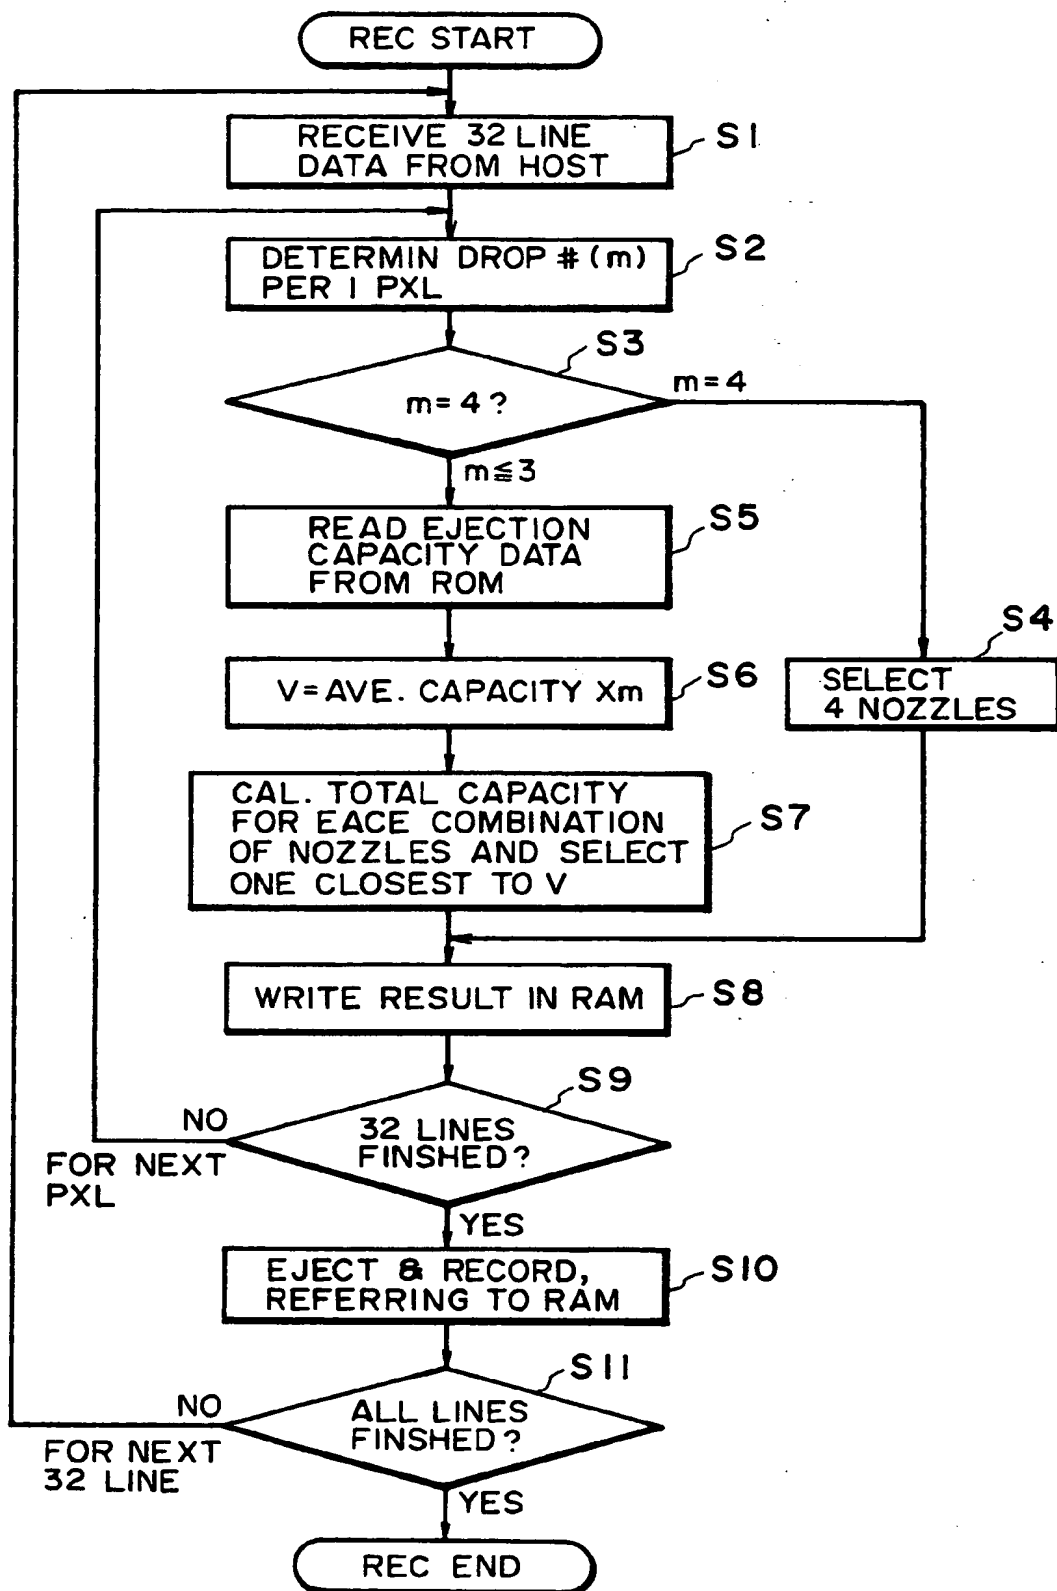 REC START
RECEIVE 32 LINE
DATA FROM HOST
S1
DETERMIN DROP # (m)
PER 1 PXL
S2
S3
m=4?
m=4
m≦3
READ EJECTION
CAPACITY DATA
FROM ROM
S5
S4
SELECT
4 NOZZLES
V=AVE. CAPACITY Xm
S6
CAL. TOTAL CAPACITY
FOR EACE COMBINATION
OF NOZZLES AND SELECT
ONE CLOSEST TO V
S7
WRITE RESULT IN RAM
S8
S9
32 LINES
FINSHED?
NO
FOR NEXT
PXL
YES
EJECT & RECORD,
REFERRING TO RAM
S10
S11
ALL LINES
FINSHED?
NO
FOR NEXT
32 LINE
YES
REC END